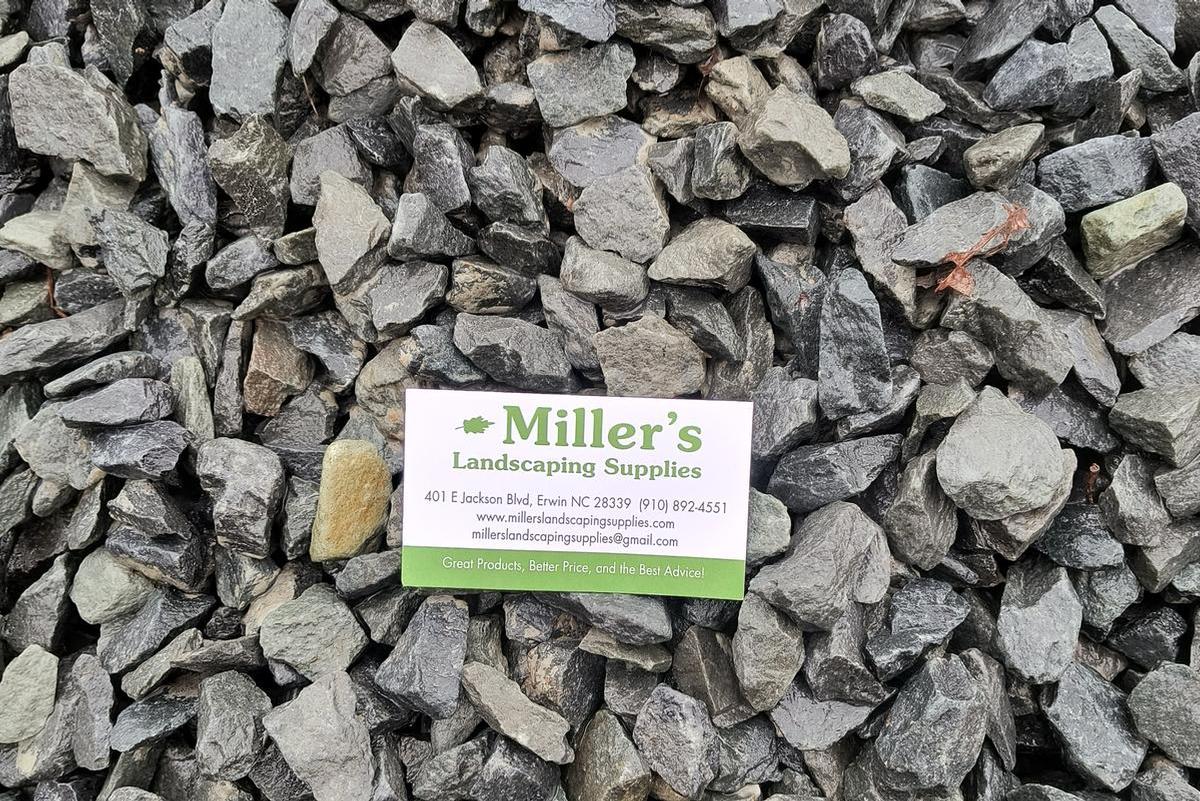 Miller's
Landscaping Supplies
401 E Jackson Blvd, Erwin NC 28339 (910) 892-4551
www.millerslandscapingsupplies.com
millerslandscapingsupplies@gmail.com
Great Products, Better Price, and the Best Advice!